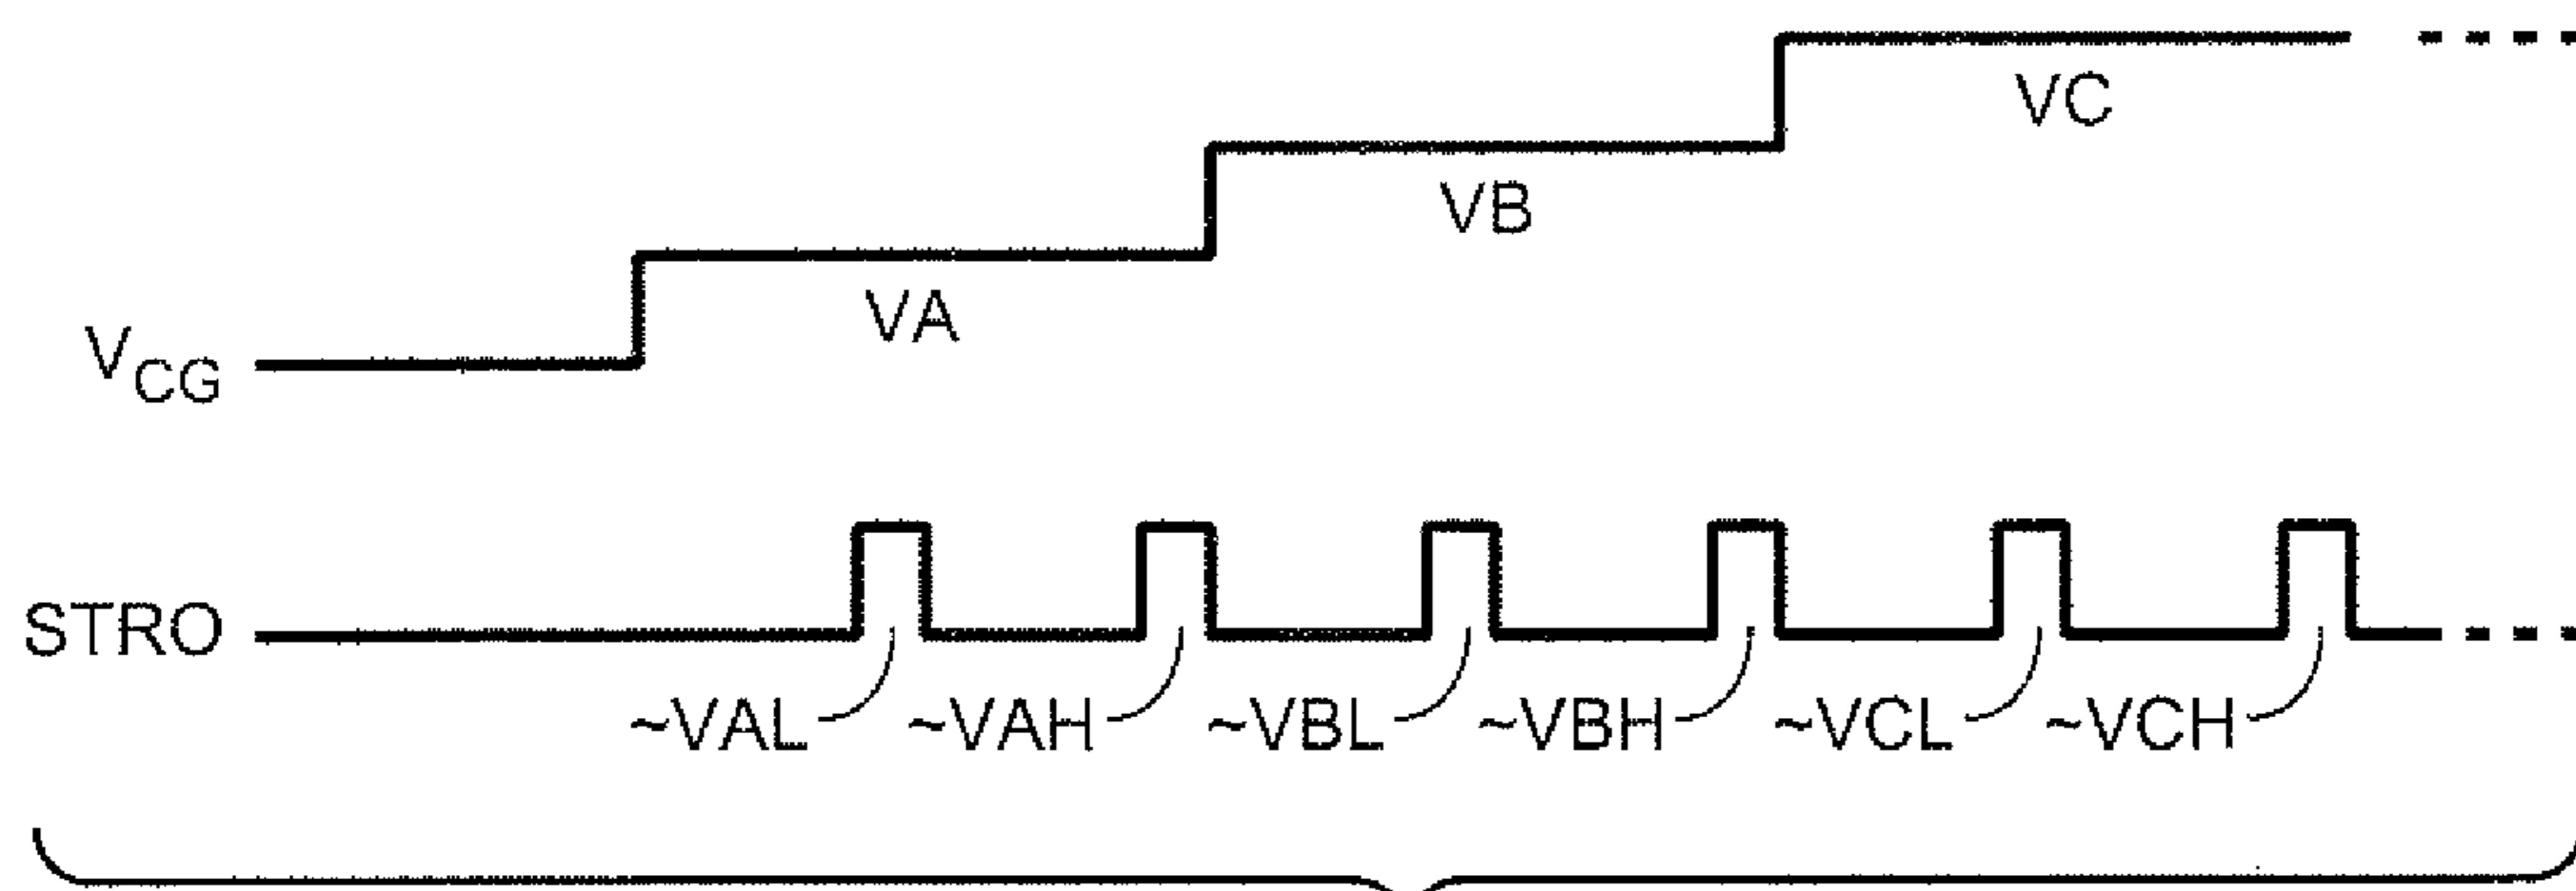 VC
VB
VA
VCG
STRO
~VAL ~VAH ~VBL ~VBH ~VCL ~VCH